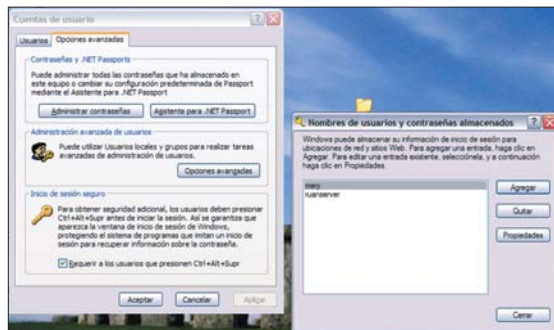 Cuentas de usuario
Usuarios Opciones avanzadas
Contraseñas y .NET Passports
Puede administrar todas las contraseñas que ha almacenado en
este equipo o cambiar su configuración predeterminada de Passport
mediante el Asistente para .NET Passport
Administrar contraseñas Asistente para .NET Passport
Administración avanzada de usuarios
Puede utilizar Usuarios locales y grupos para realizar tareas
avanzadas de administración de usuarios.
Opciones avanzadas
Inicio de sesión seguro
Para obtener seguridad adicional, los usuarios deben presionar
Ctrl+Alt+Supr antes de iniciar la sesión. Así se garantiza que
aparezca la ventana de inicio de sesión de Windows,
protegiendo el sistema de programas que imitan un inicio de
sesión para recuperar información sobre la contraseña.
Requerir a los usuarios que presionen Ctrl+Alt+Supr
Aceptar Cancelar Aplicar
Nombres de usuarios y contraseñas almacenados
Windows puede almacenar su información de inicio de sesión para
ubicaciones de red y sitios Web. Para agregar una entrada, haga clic en
Agregar. Para editar una entrada existente, selecciónela, y a continuación
haga clic en Propiedades.
mery
ruanserver
Agregar
Quitar
Propiedades
Cerrar